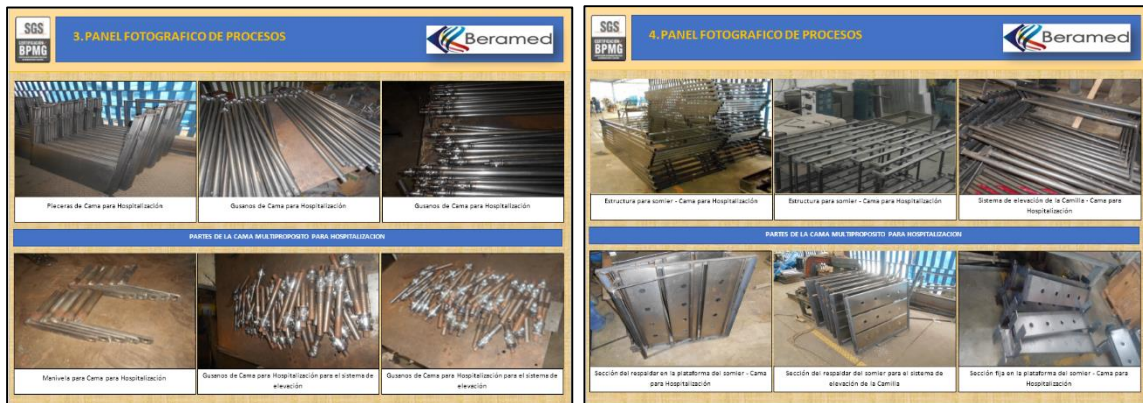 SGS
CERTIFICACIÓN
BPMG
3. PANEL FOTOGRAFICO DE PROCESOS
Beramed
Pieceras de Cama para Hospitalización
Gusanos de Cama para Hospitalización
Gusanos de Cama para Hospitalización
PARTES DE LA CAMA MULTIPROPOSITO PARA HOSPITALIZACION
Manivela para Cama para Hospitalización
Gusanos de Cama para Hospitalización para el sistema de
elevación
Gusanos de Cama para Hospitalización para el sistema de
elevación
SGS
CERTIFICACIÓN
BPMG
4. PANEL FOTOGRAFICO DE PROCESOS
Beramed
Estructura para somier - Cama para Hospitalización
Estructura para somier - Cama para Hospitalización
Sistema de elevación de la Camilla - Cama para
Hospitalización
PARTES DE LA CAMA MULTIPROPOSITO PARA HOSPITALIZACION
Sección del respaldar en la plataforma del somier - Cama
para Hospitalización
Sección del respaldar del somier para el sistema de
elevación de la Camilla
Sección fija en la plataforma del somier - Cama para
Hospitalización